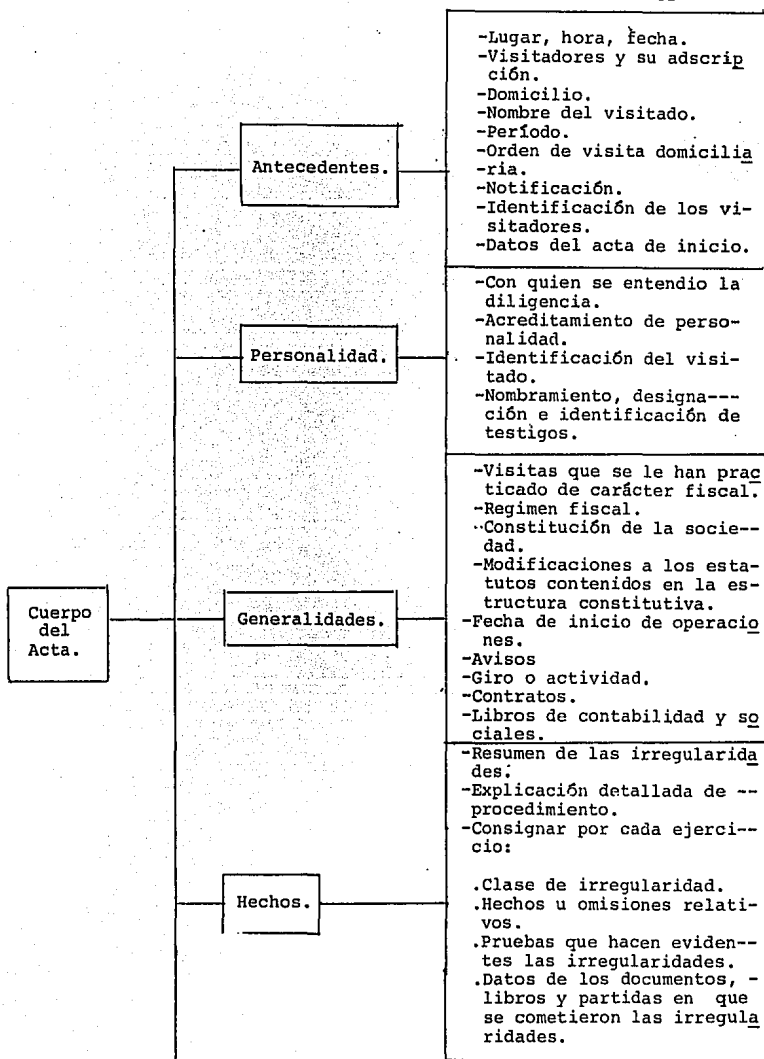 -Lugar, hora, fecha.
-Visitadores y su adscrip
ción.
-Domicilio.
-Nombre del visitado.
-Período.
-Orden de visita domicilia
-ria.
-Notificación.
-Identificación de los vi-
sitadores.
-Datos del acta de inicio.
Antecedentes.
-Con quien se entendio la
diligencia.
-Acreditamiento de perso-
nalidad.
-Identificación del visi-
tado.
-Nombramiento, designa---
ción e identificación de
testigos.
Personalidad.
-Visitas que se le han prac
ticado de carácter fiscal.
-Regimen fiscal.
-Constitución de la socie--
dad.
-Modificaciones a los esta-
tutos contenidos en la es-
tructura constitutiva.
-Fecha de inicio de operacio
nes.
-Avisos
-Giro o actividad.
-Contratos.
-Libros de contabilidad y so
ciales.
Generalidades.
Cuerpo
del
Acta.
-Resumen de las irregularida
des.
-Explicación detallada de --
procedimiento.
-Consignar por cada ejerci--
cio:
.Clase de irregularidad.
.Hechos u omisiones relati-
vos.
.Pruebas que hacen eviden--
tes las irregularidades.
.Datos de los documentos, -
libros y partidas en que
se cometieron las irregula
ridades.
Hechos.